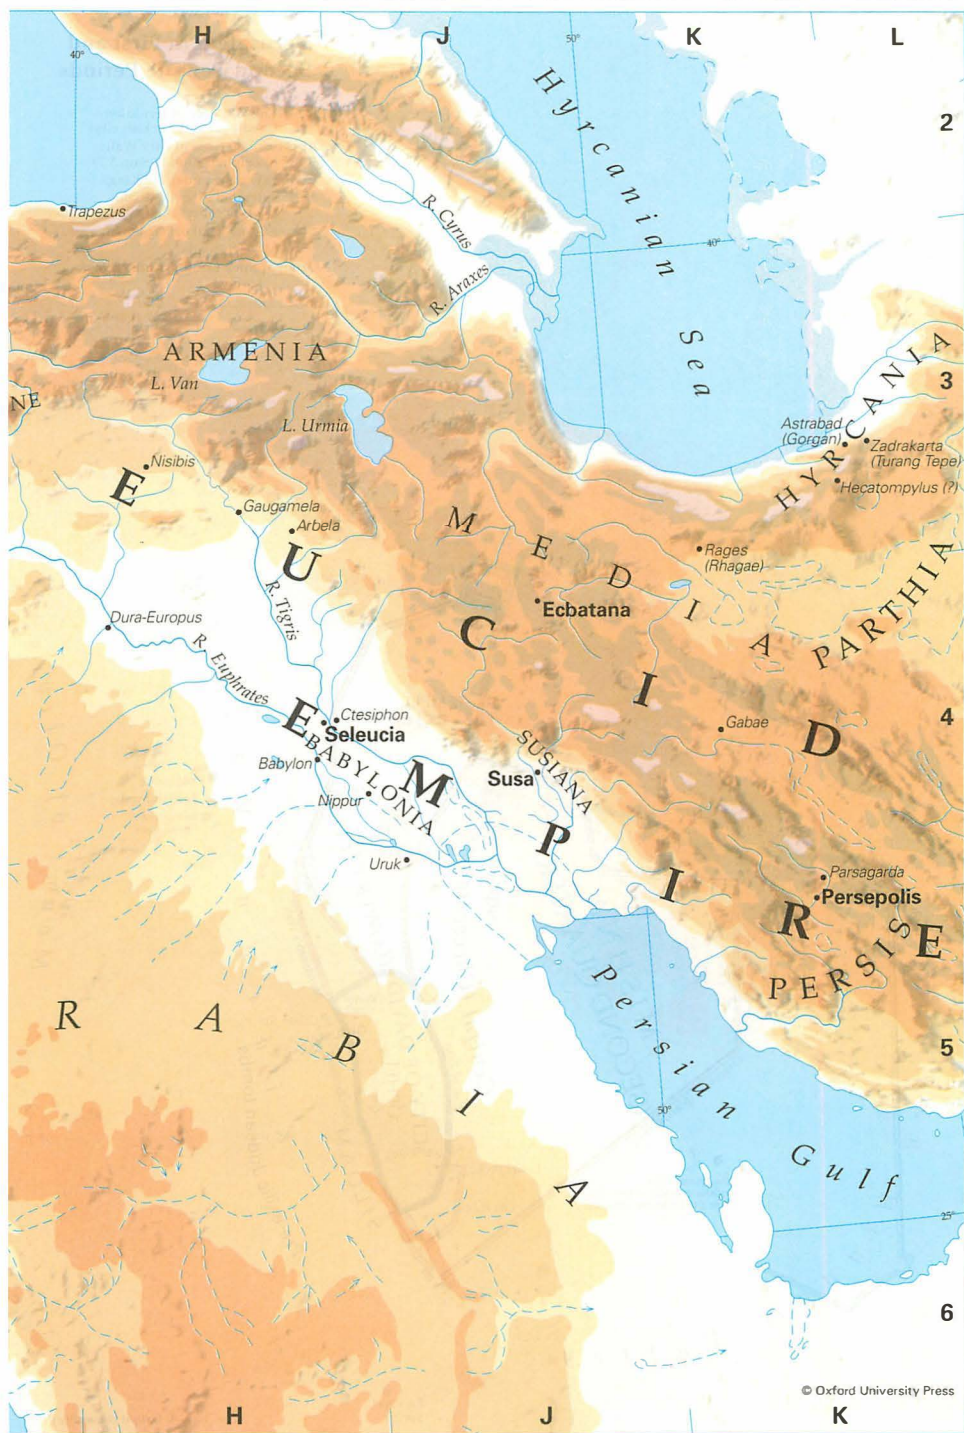 H
J
K
L
40°
50°
2
Hyrcanian Sea
Trapezus
R. Cyrus
40°
R. Araxes
ARMENIA
L. Van
3
NE
L. Urmia
HYRCANIA
Astrabad
(Gorgan)
Zadrakarta
(Turang Tepe)
Hecatompylus (?)
Nisibis
Gaugamela
Arbela
E U C I D
MEDIA
Rages
(Rhagae)
PARTHIA
R. Tigris
Ecbatana
Dura-Europus
R. Euphrates
EMPIRE
Ctesiphon
Seleucia
4
Gabae
Babylon
BABYLONIA
SUSIANA
Susa
Nippur
Uruk
Parsagarda
Persepolis
PERSIS
RABIA
Persian Gulf
5
50°
25°
6
© Oxford University Press
H
J
K